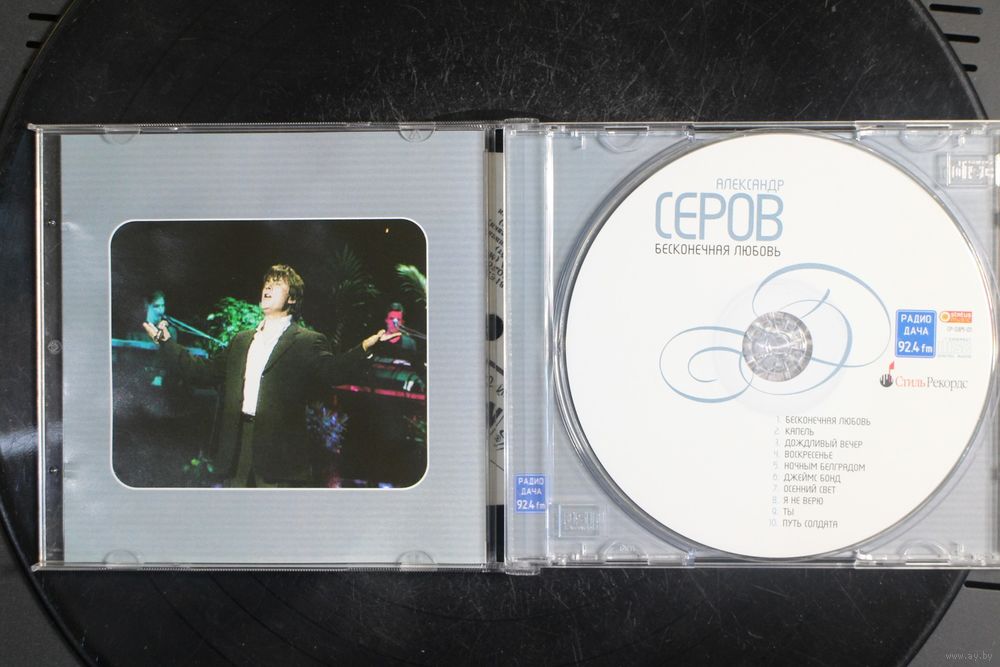 АЛЕКСАНДР
СЕРОВ
БЕСКОНЕЧНАЯ ЛЮБОВЬ
РАДИО
ДАЧА
92.4 fm
status
СтильРекордс
1. БЕСКОНЕЧНАЯ ЛЮБОВЬ
2. КАПЕЛЬ
3. ДОЖДЛИВЫЙ ВЕЧЕР
4. ВОСКРЕСЕНЬЕ
5. НОЧНЫМ БЕЛГРАДОМ
6. ДЖЕЙМС БОНД
7. ОСЕННИЙ СВЕТ
8. Я НЕ ВЕРЮ
9. ТЫ
10. ПУТЬ СОЛДАТА
РАДИО
ДАЧА
92.4 fm
www.ay.by